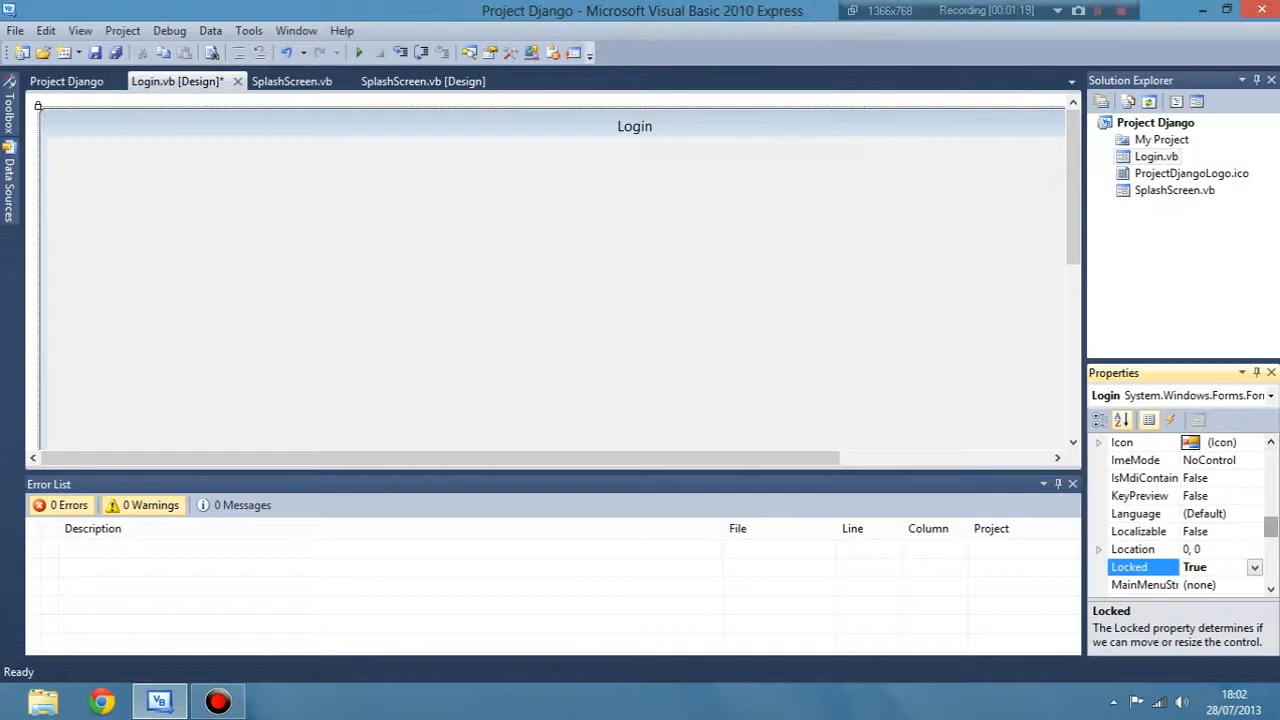 Project Django - Microsoft Visual Basic 2010 Express
1366x768
Recording [00:01:19]
File Edit View Project Debug Data Tools Window Help
Project Django
Login.vb [Design]*
SplashScreen.vb
SplashScreen.vb [Design]
Toolbox
Data Sources
Login
Solution Explorer
Project Django
My Project
Login.vb
ProjectDjangoLogo.ico
SplashScreen.vb
Properties
Login System.Windows.Forms.For
Icon (Icon)
ImeMode NoControl
IsMdiContain False
KeyPreview False
Language (Default)
Localizable False
Location 0, 0
Locked True
MainMenuStr (none)
Locked
The Locked property determines if
we can move or resize the control.
Error List
0 Errors 0 Warnings 0 Messages
Description File Line Column Project
Ready
VB
18:02
28/07/2013